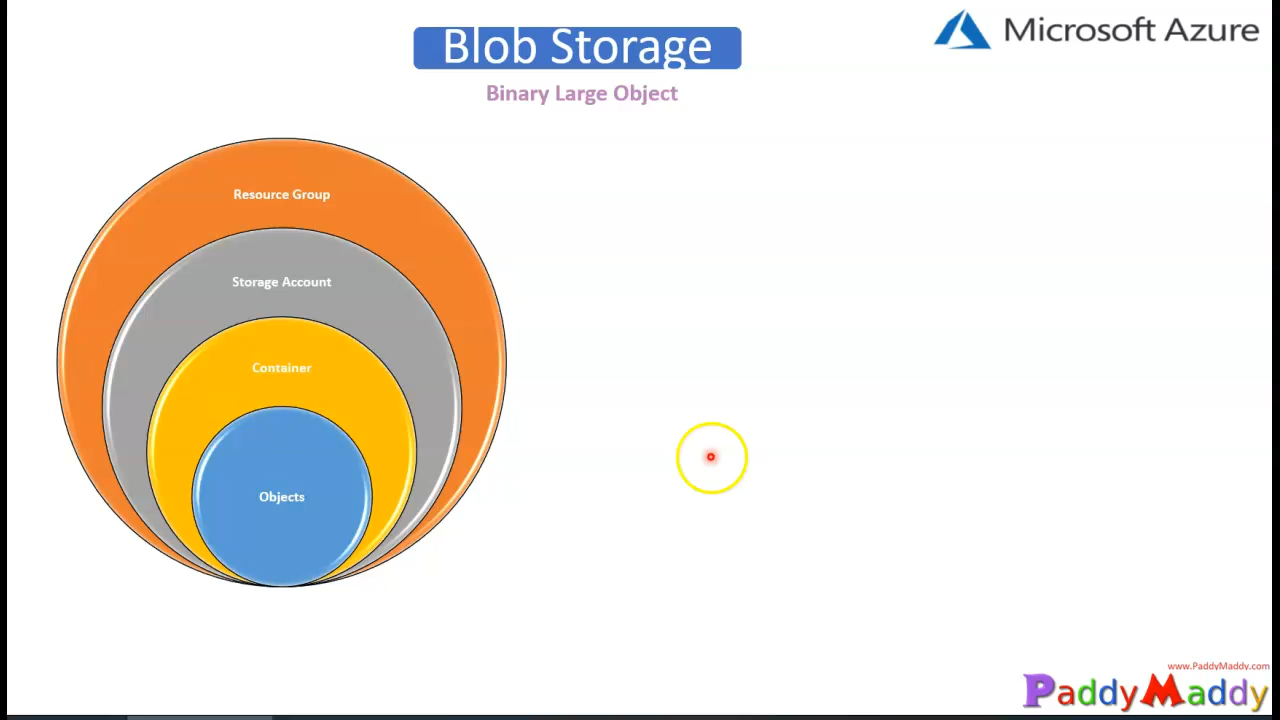 Blob Storage
Microsoft Azure
Binary Large Object
Resource Group
Storage Account
Container
Objects
www.PaddyMaddy.com
PaddyMaddy